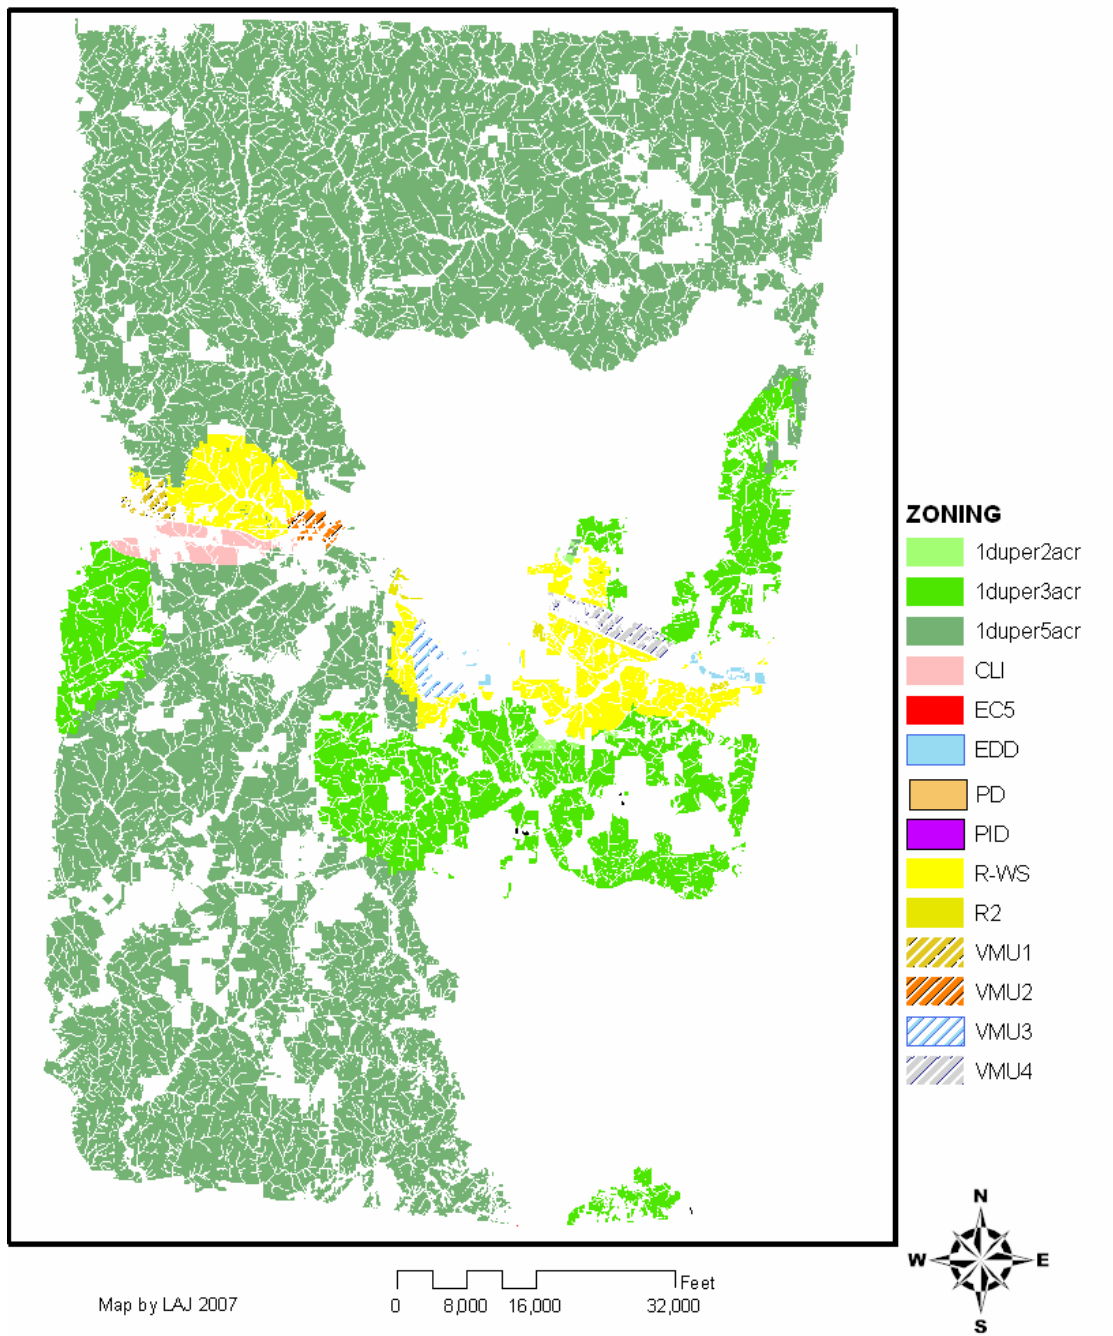 ZONING
1duper2acr
1duper3acr
1duper5acr
CLI
EC5
EDD
PD
PID
R-WS
R2
VMU1
VMU2
VMU3
VMU4
N
W E
S
Feet
0 8,000 16,000 32,000
Map by LAJ 2007